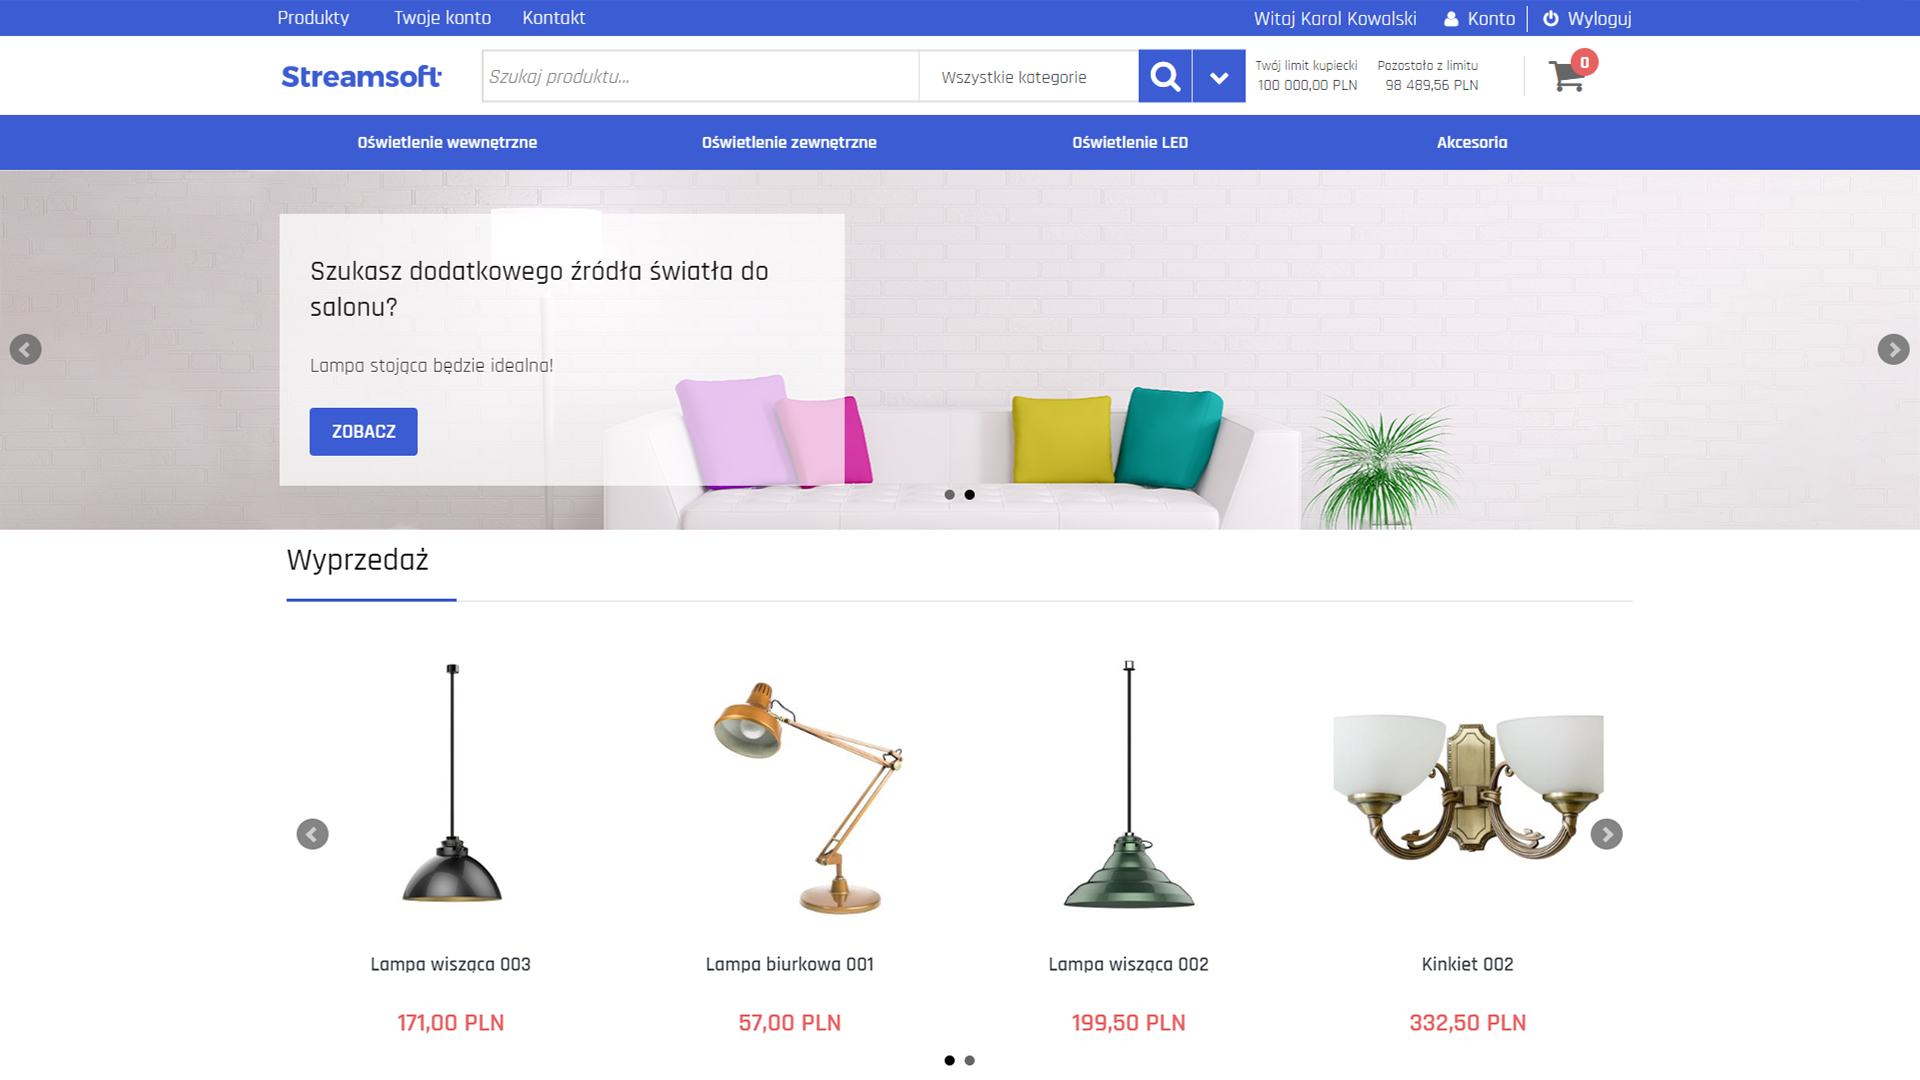 Produkty Twoje konto Kontakt Witaj Karol Kowalski Konto Wyloguj
Streamsoft
Szukaj produktu... Wszystkie kategorie
Twój limit kupiecki Pozostało z limitu
100 000,00 PLN 98 489,56 PLN
0
Oświetlenie wewnętrzne Oświetlenie zewnętrzne Oświetlenie LED Akcesoria
Szukasz dodatkowego źródła światła do
salonu?
Lampa stojąca będzie idealna!
ZOBACZ
Wyprzedaż
Lampa wisząca 003 Lampa biurkowa 001 Lampa wisząca 002 Kinkiet 002
171,00 PLN 57,00 PLN 199,50 PLN 332,50 PLN